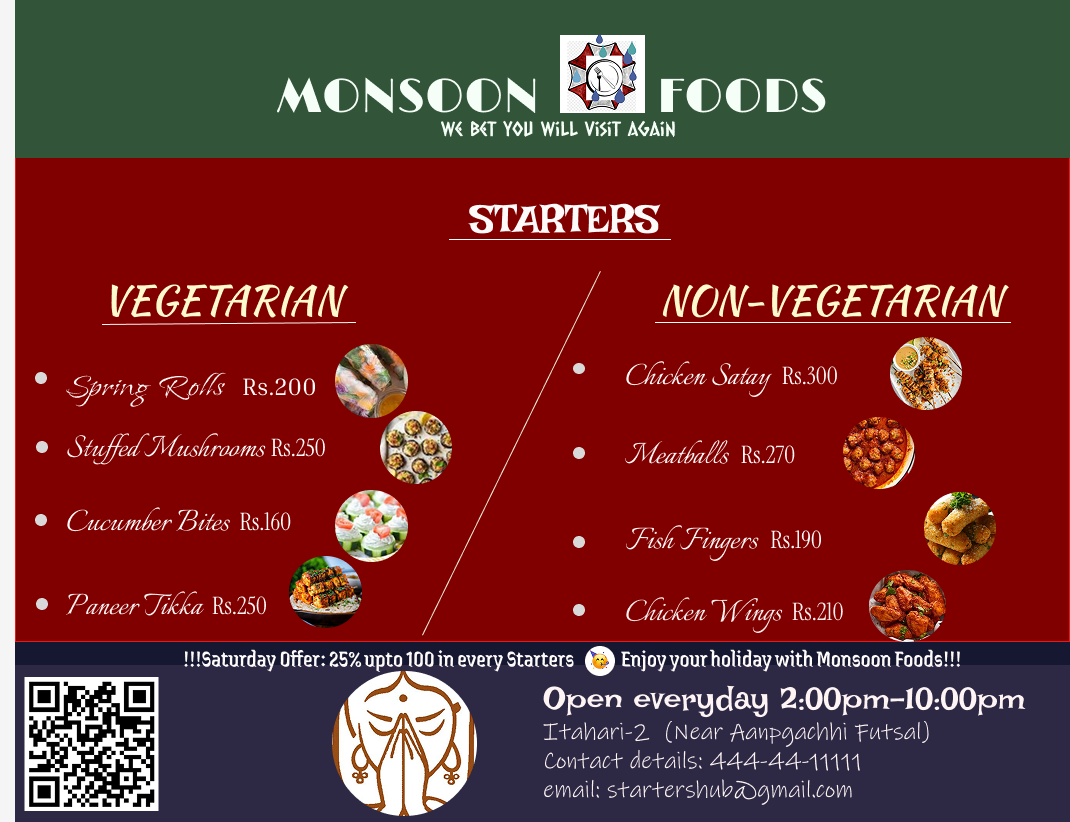 MONSOON FOODS
WE BET YOU WILL VISIT AGAIN
STARTERS
VEGETARIAN
Spring Rolls Rs.200
Stuffed Mushrooms Rs.250
Cucumber Bites Rs.160
Paneer Tikka Rs.250
NON-VEGETARIAN
Chicken Satay Rs.300
Meatballs Rs.270
Fish Fingers Rs.190
Chicken Wings Rs.210
!!!Saturday Offer: 25% upto 100 in every Starters 🥳 Enjoy your holiday with Monsoon Foods!!!
Open everyday 2:00pm-10:00pm
Itahari-2 (Near Aanpgachhi Futsal)
Contact details: 444-44-11111
email: startershub@gmail.com